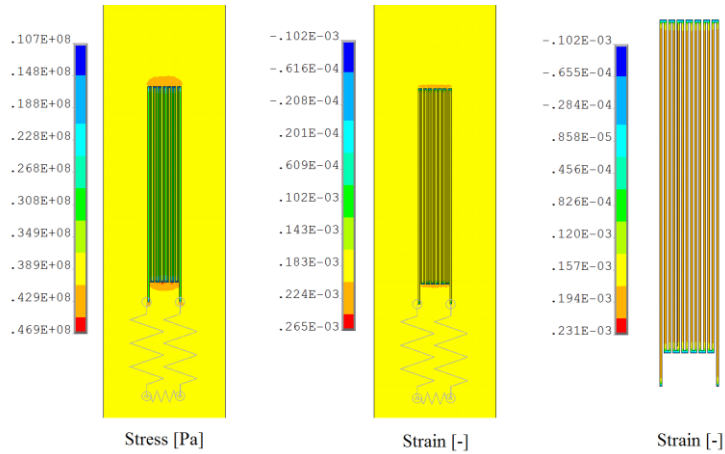 .107E+08
.148E+08
.188E+08
.228E+08
.268E+08
.308E+08
.349E+08
.389E+08
.429E+08
.469E+08
Stress [Pa]
-.102E-03
-.616E-04
-.208E-04
.201E-04
.609E-04
.102E-03
.143E-03
.183E-03
.224E-03
.265E-03
Strain [-]
-.102E-03
-.655E-04
-.284E-04
.858E-05
.456E-04
.826E-04
.120E-03
.157E-03
.194E-03
.231E-03
Strain [-]